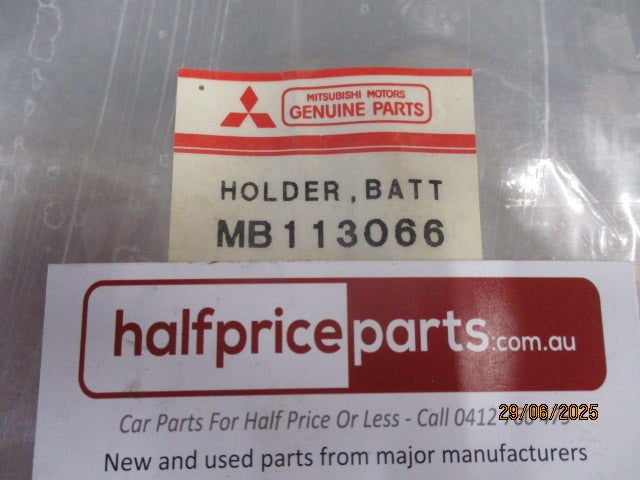 MITSUBISHI MOTORS
GENUINE PARTS
HOLDER, BATT
MB113066
halfpriceparts.com.au
Car Parts For Half Price Or Less - Call 0412
29/06/2025
New and used parts from major manufacturers